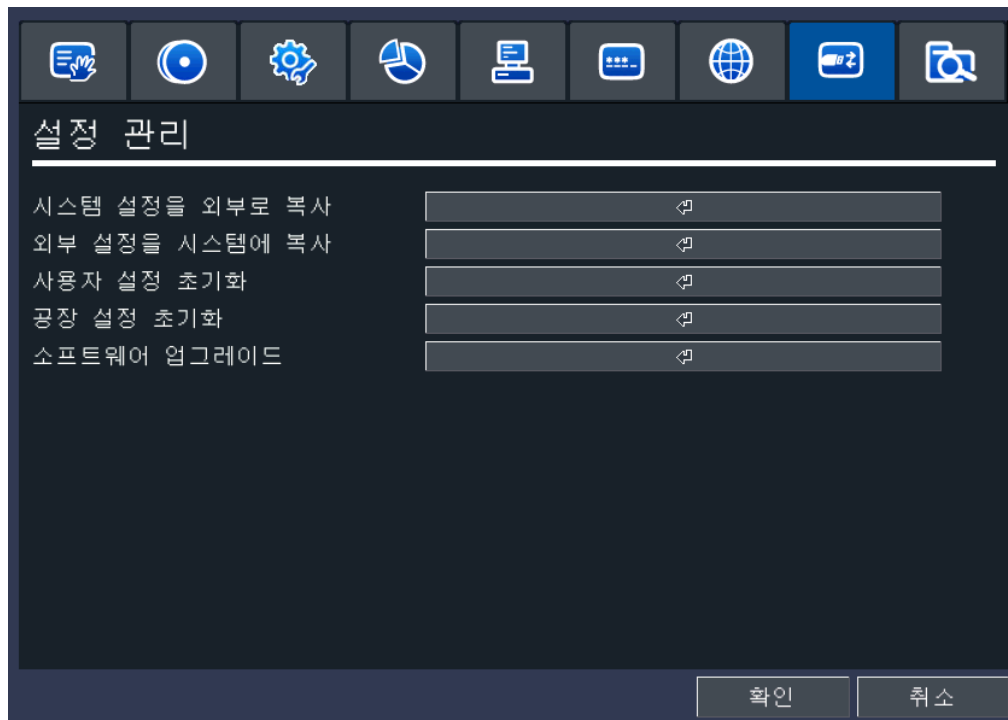 설정 관리
시스템 설정을 외부로 복사
외부 설정을 시스템에 복사
사용자 설정 초기화
공장 설정 초기화
소프트웨어 업그레이드
확인 취소